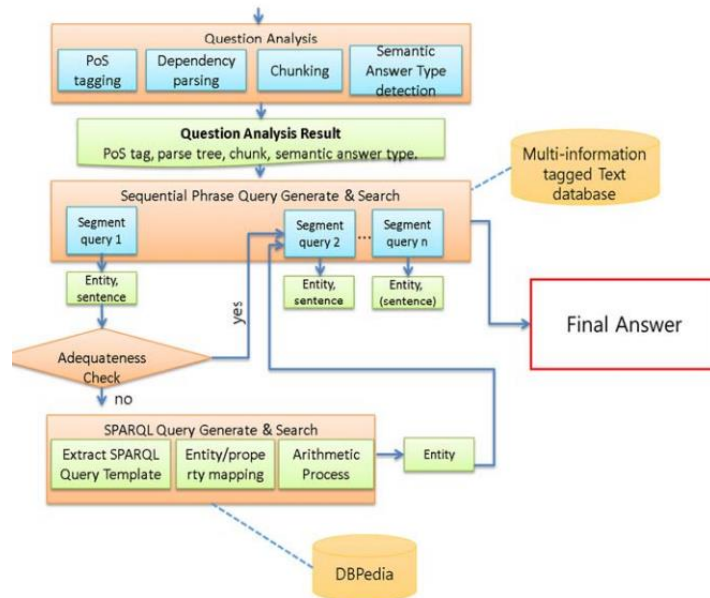 Question Analysis
PoS
tagging
Dependency
parsing
Chunking
Semantic
Answer Type
detection
Question Analysis Result
PoS tag, parse tree, chunk, semantic answer type.
Multi-information
tagged Text
database
Sequential Phrase Query Generate & Search
Segment
query 1
Segment
query 2
...
Segment
query n
Entity,
sentence
Entity,
sentence
Entity,
(sentence)
yes
Final Answer
Adequateness
Check
no
SPARQL Query Generate & Search
Extract SPARQL
Query Template
Entity/prope
rty mapping
Arithmetic
Process
Entity
DBPedia